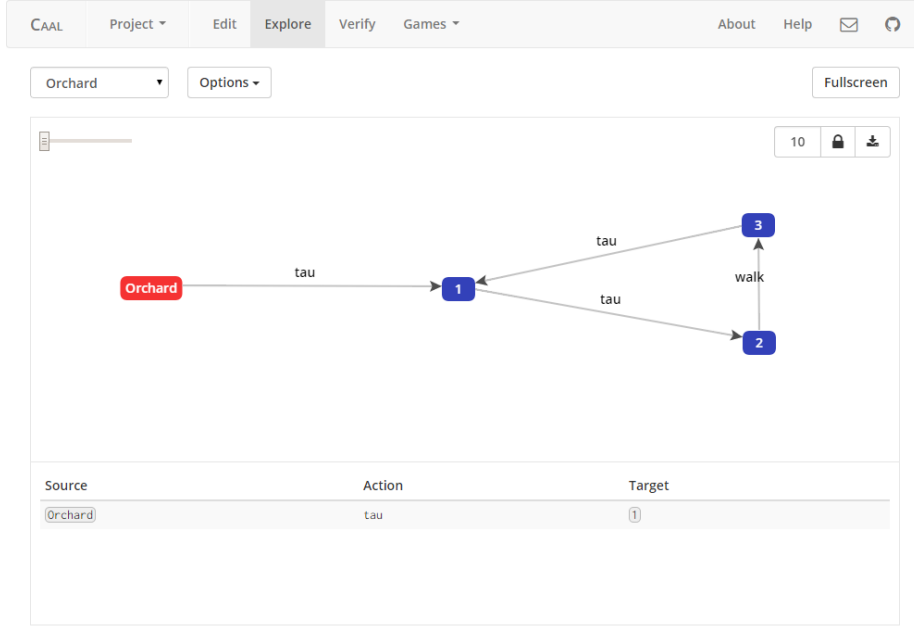 CAAL Project Edit Explore Verify Games About Help
Orchard Options Fullscreen
10
3
tau
tau
walk
Orchard
1
tau
2
Source Action Target
Orchard tau 1